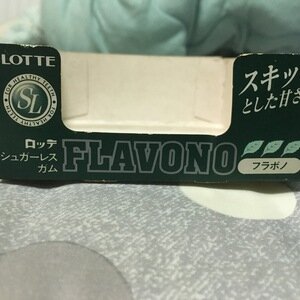 LOTTE
FOR HEALTHY TEETH
SL
スキッ
とした甘さ
ロッテ
シュガーレス
ガム
FLAVONO
フラボノ